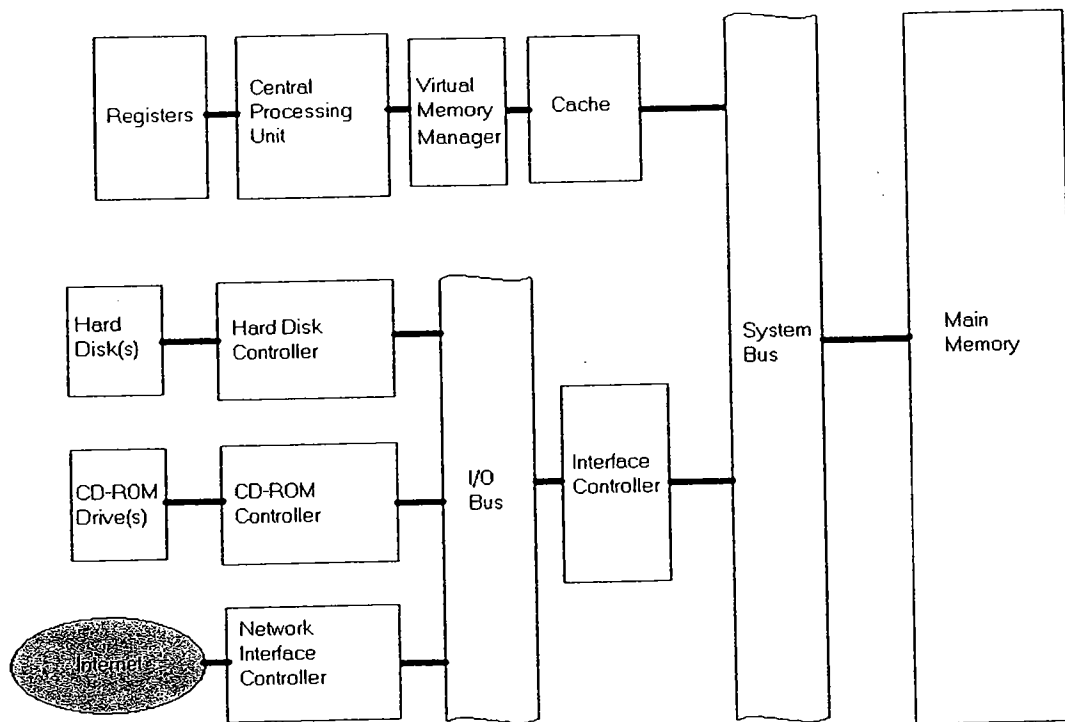 Registers
Central
Processing
Unit
Virtual
Memory
Manager
Cache
Hard
Disk(s)
Hard Disk
Controller
System
Bus
Main
Memory
CD-ROM
Drive(s)
CD-ROM
Controller
I/O
Bus
Interface
Controller
Internet
Network
Interface
Controller